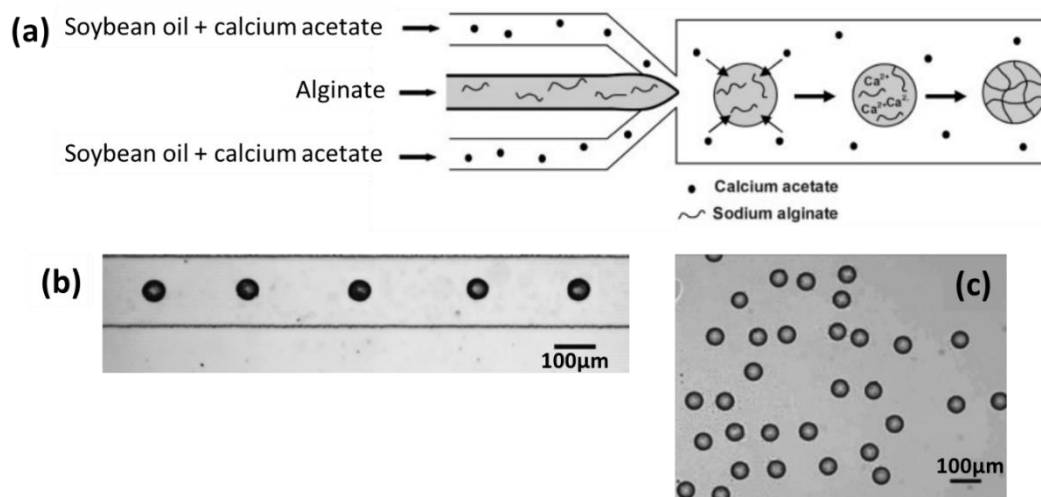 (a)
Soybean oil + calcium acetate
Alginate
Soybean oil + calcium acetate
Ca²⁺
Ca²⁺Ca²⁺
Calcium acetate
Sodium alginate
(b)
100μm
(c)
100μm